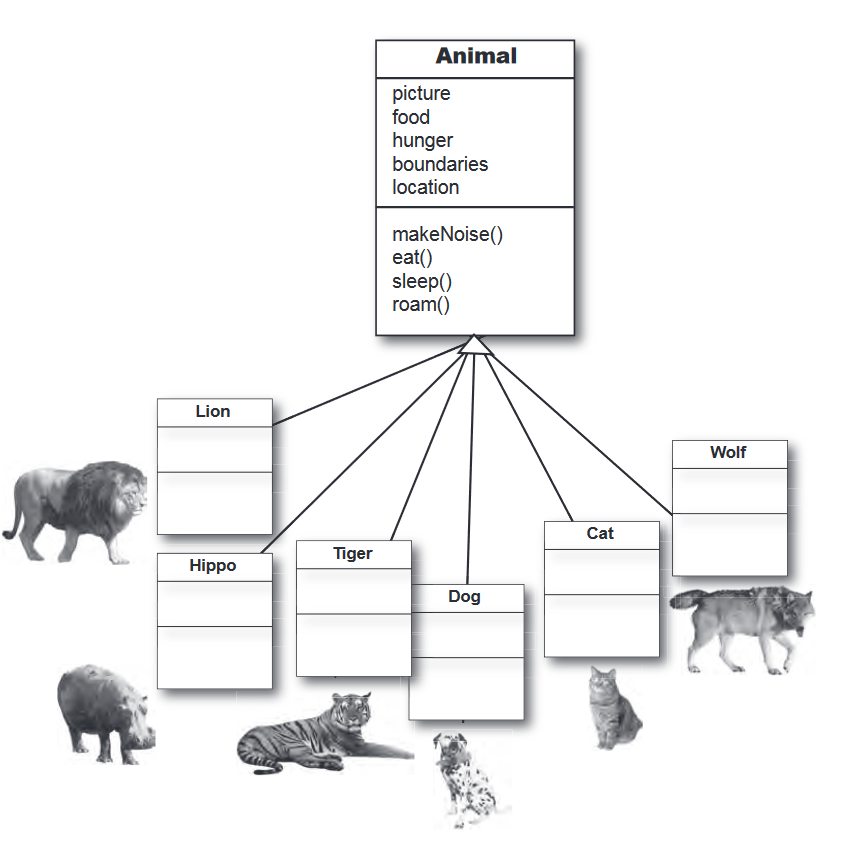 Animal
picture
food
hunger
boundaries
location
makeNoise()
eat()
sleep()
roam()
Lion
Wolf
Cat
Hippo
Tiger
Dog